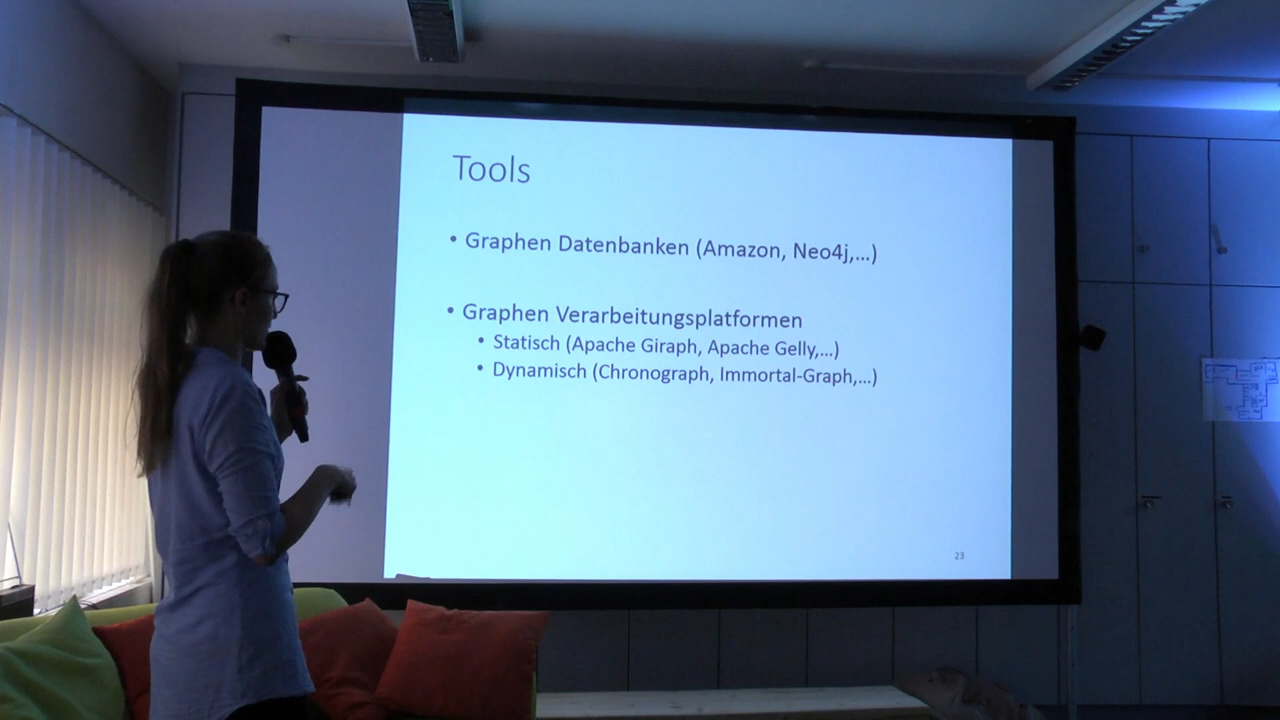 Tools
• Graphen Datenbanken (Amazon, Neo4j,...)
• Graphen Verarbeitungsplatformen
• Statisch (Apache Giraph, Apache Gelly,...)
• Dynamisch (Chronograph, Immortal-Graph,...)
23